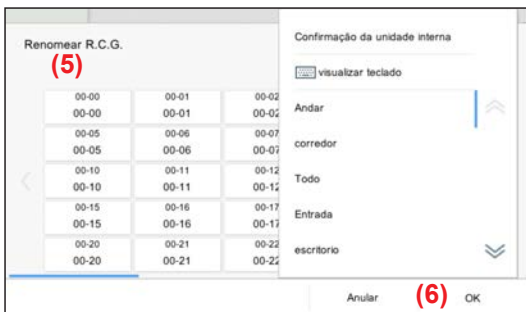 Renomear R.C.G.
(5)
00-00 00-01 00-02
00-00 00-01 00-02
00-05 00-06 00-07
00-05 00-06 00-07
00-10 00-11 00-12
00-10 00-11 00-12
00-15 00-16 00-17
00-15 00-16 00-17
00-20 00-21 00-22
00-20 00-21 00-22
Confirmação da unidade interna
visualizar teclado
Andar
corredor
Todo
Entrada
escritorio
Anular (6) OK